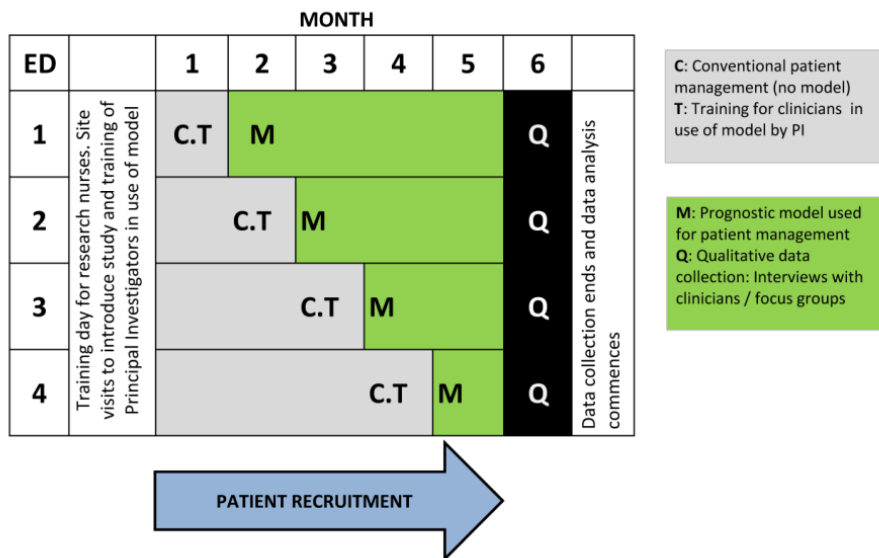 MONTH
ED 1 2 3 4 5 6
Training day for research nurses. Site
visits to introduce study and training of
Principal Investigators in use of model
1 C.T M Q
2 C.T M Q
3 C.T M Q
4 C.T M Q
Data collection ends and data analysis
commences
PATIENT RECRUITMENT
C: Conventional patient
management (no model)
T: Training for clinicians in
use of model by PI
M: Prognostic model used
for patient management
Q: Qualitative data
collection: Interviews with
clinicians / focus groups